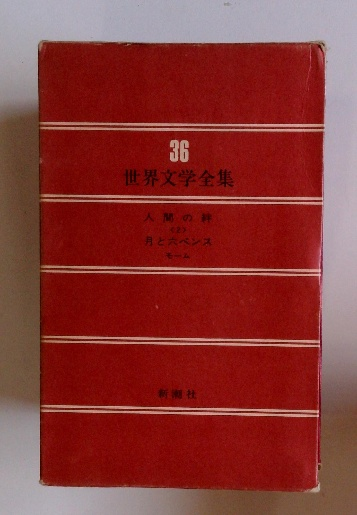 36
世界文学全集
人間の絆
〈2〉
月と六ペンス
モーム
新潮社